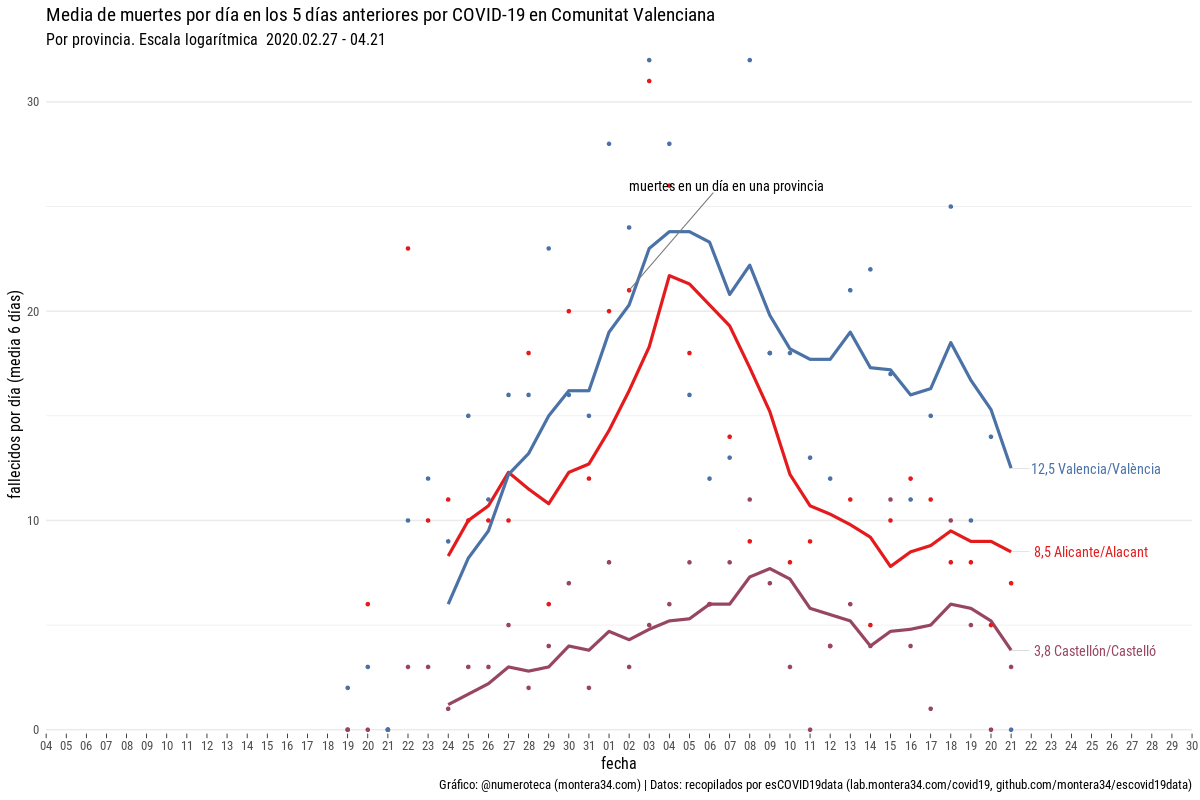 Media de muertes por día en los 5 días anteriores por COVID-19 en Comunitat Valenciana
Por provincia. Escala logarítmica  2020.02.27 - 04.21
30
muertes en un día en una provincia
20
fallecidos por día (media 6 días)
12,5 Valencia/València
10
8,5 Alicante/Alacant
3,8 Castellón/Castelló
0
04 05 06 07 08 09 10 11 12 13 14 15 16 17 18 19 20 21 22 23 24 25 26 27 28 29 30 31 01 02 03 04 05 06 07 08 09 10 11 12 13 14 15 16 17 18 19 20 21 22 23 24 25 26 27 28 29 30
fecha
Gráfico: @numeroteca (montera34.com) | Datos: recopilados por esCOVID19data (lab.montera34.com/covid19, github.com/montera34/escovid19data)